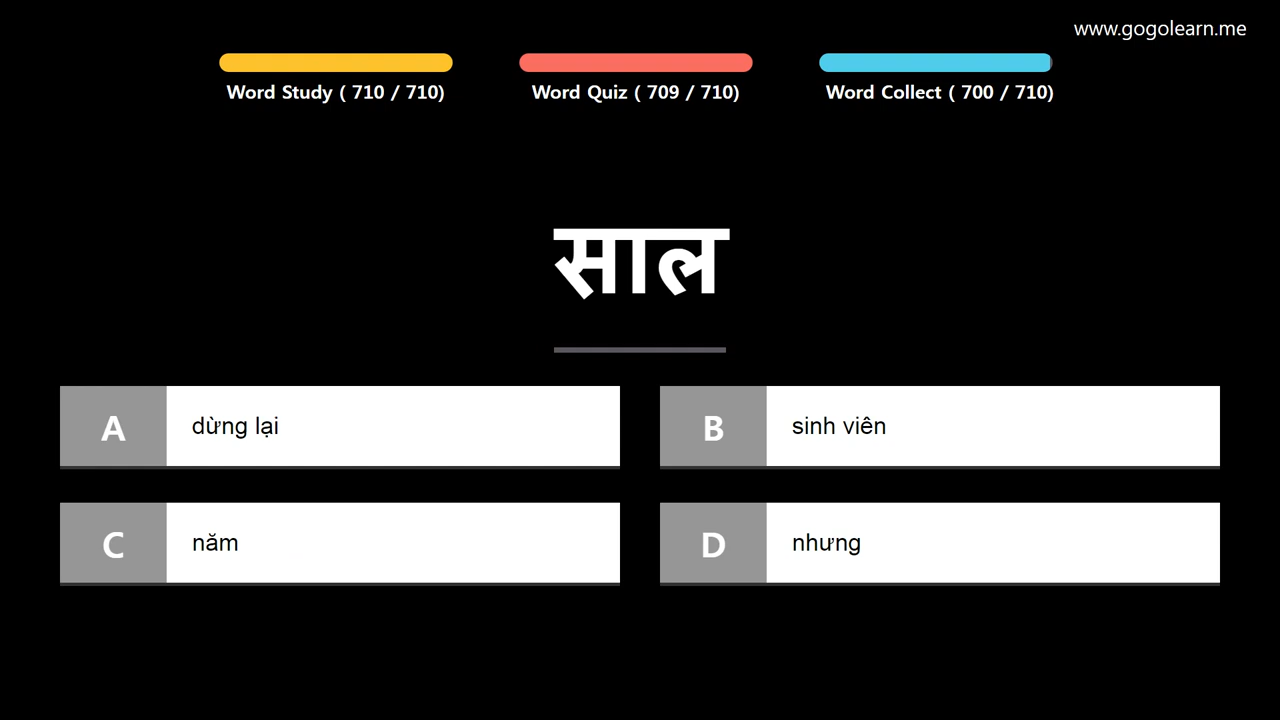 www.gogolearn.me
Word Study ( 710 / 710)
Word Quiz ( 709 / 710)
Word Collect ( 700 / 710)
साल
A
dừng lại
B
sinh viên
C
năm
D
nhưng